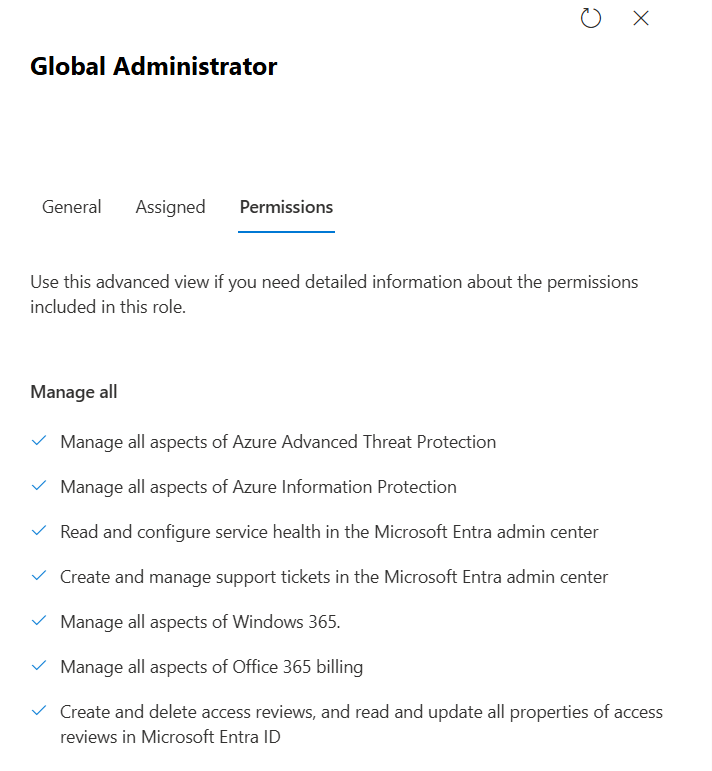 Global Administrator
General Assigned Permissions
Use this advanced view if you need detailed information about the permissions
included in this role.
Manage all
Manage all aspects of Azure Advanced Threat Protection
Manage all aspects of Azure Information Protection
Read and configure service health in the Microsoft Entra admin center
Create and manage support tickets in the Microsoft Entra admin center
Manage all aspects of Windows 365.
Manage all aspects of Office 365 billing
Create and delete access reviews, and read and update all properties of access
reviews in Microsoft Entra ID